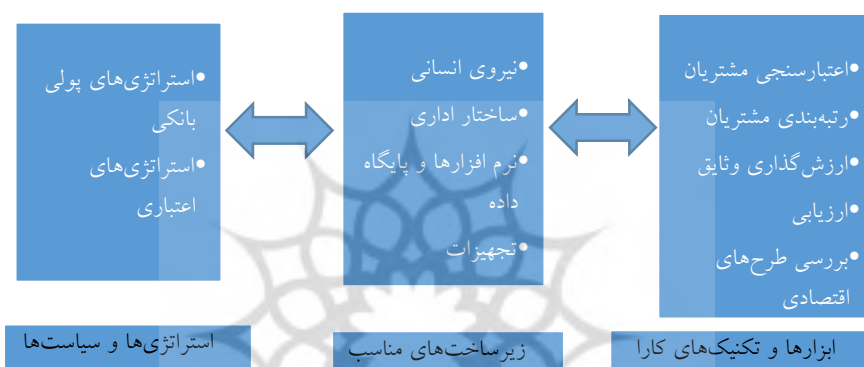 •اعتبارسنجی مشتریان
•رتبه‌بندی مشتریان
•ارزش‌گذاری وثایق
•ارزیابی
•بررسی طرح‌های
اقتصادی
ابزارها و تکنیک‌های کارا
•نیروی انسانی
•ساختار اداری
•نرم افزارها و پایگاه
داده
•تجهیزات
زیرساخت‌های مناسب
•استراتژی‌های پولی
بانکی
•استراتژی‌های
اعتباری
استراتژی‌ها و سیاست‌ها